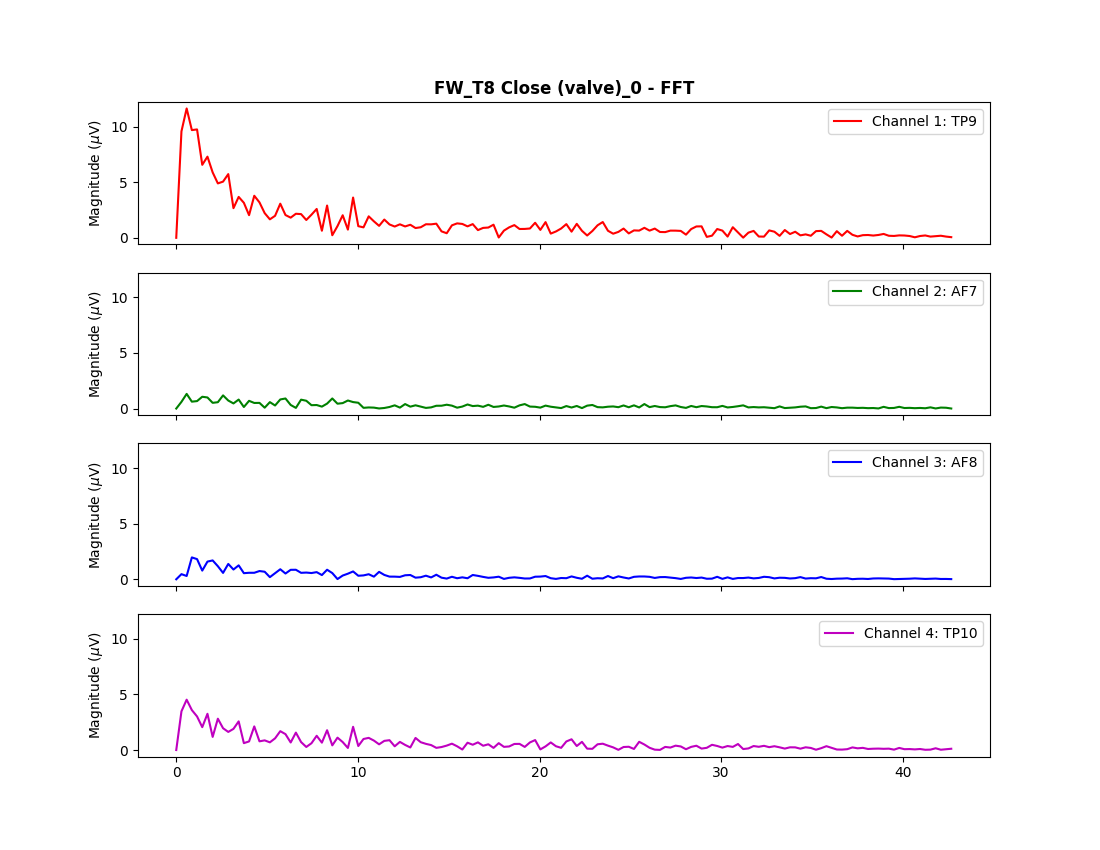 FW_T8 Close (valve)_0 - FFT
Channel 1: TP9
Magnitude (μV)
10
5
0
Channel 2: AF7
Magnitude (μV)
10
5
0
Channel 3: AF8
Magnitude (μV)
10
5
0
Channel 4: TP10
Magnitude (μV)
10
5
0
0 10 20 30 40